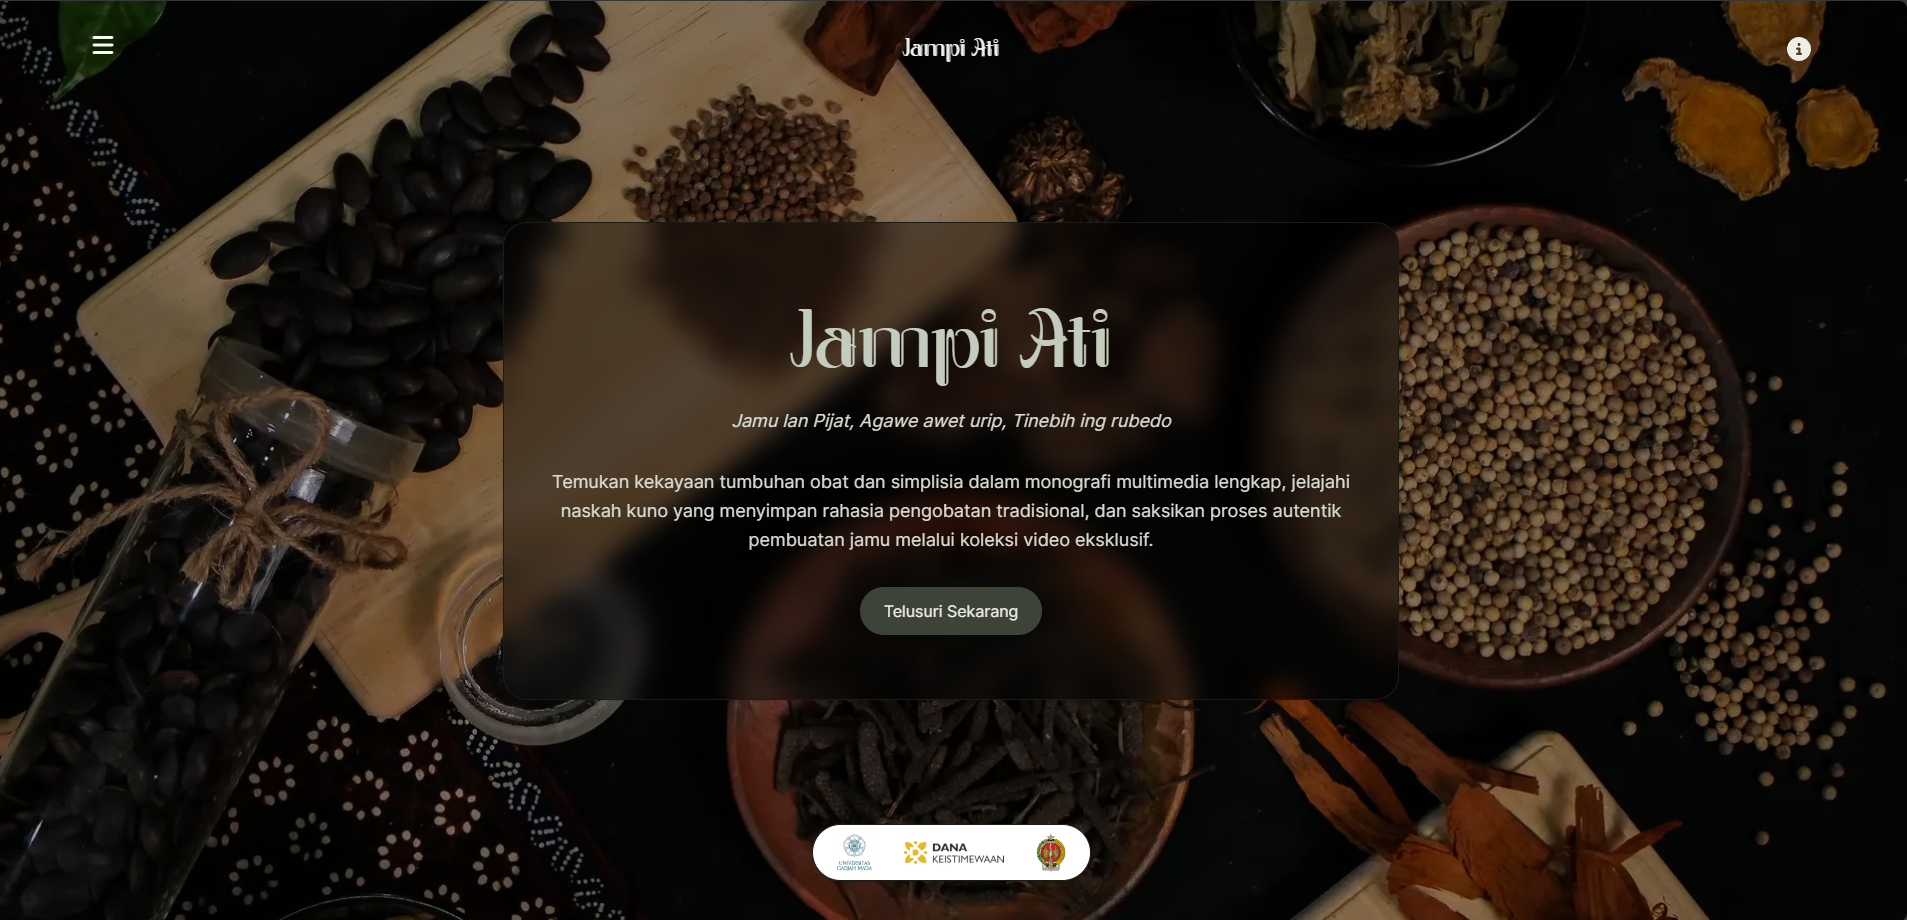 Jampi Ati
Jampi Ati
Jamu lan Pijat, Agawe awet urip, Tinebih ing rubedo
Temukan kekayaan tumbuhan obat dan simplisia dalam monografi multimedia lengkap, jelajahi
naskah kuno yang menyimpan rahasia pengobatan tradisional, dan saksikan proses autentik
pembuatan jamu melalui koleksi video eksklusif.
Telusuri Sekarang
UNIVERSITAS
GADJAH MADA
DANA
KEISTIMEWAAN